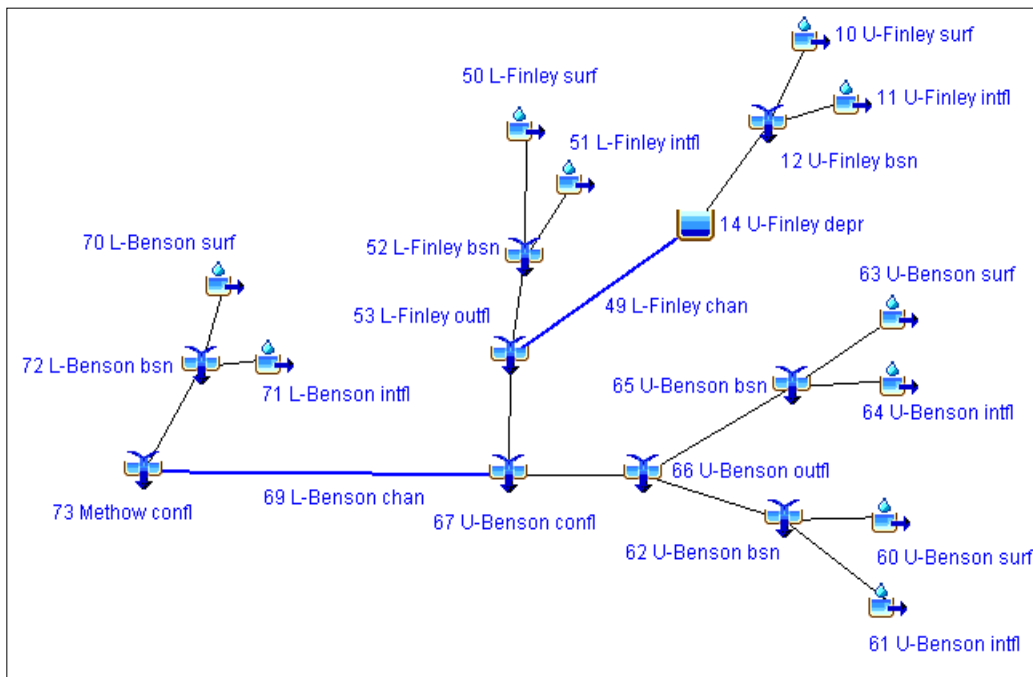 10 U-Finley surf
50 L-Finley surf
11 U-Finley intfl
51 L-Finley intfl
12 U-Finley bsn
14 U-Finley depr
70 L-Benson surf
52 L-Finley bsn
63 U-Benson surf
49 L-Finley chan
53 L-Finley outfl
72 L-Benson bsn
65 U-Benson bsn
71 L-Benson intfl
64 U-Benson intfl
66 U-Benson outfl
69 L-Benson chan
73 Methow confl
67 U-Benson confl
62 U-Benson bsn
60 U-Benson surf
61 U-Benson intfl